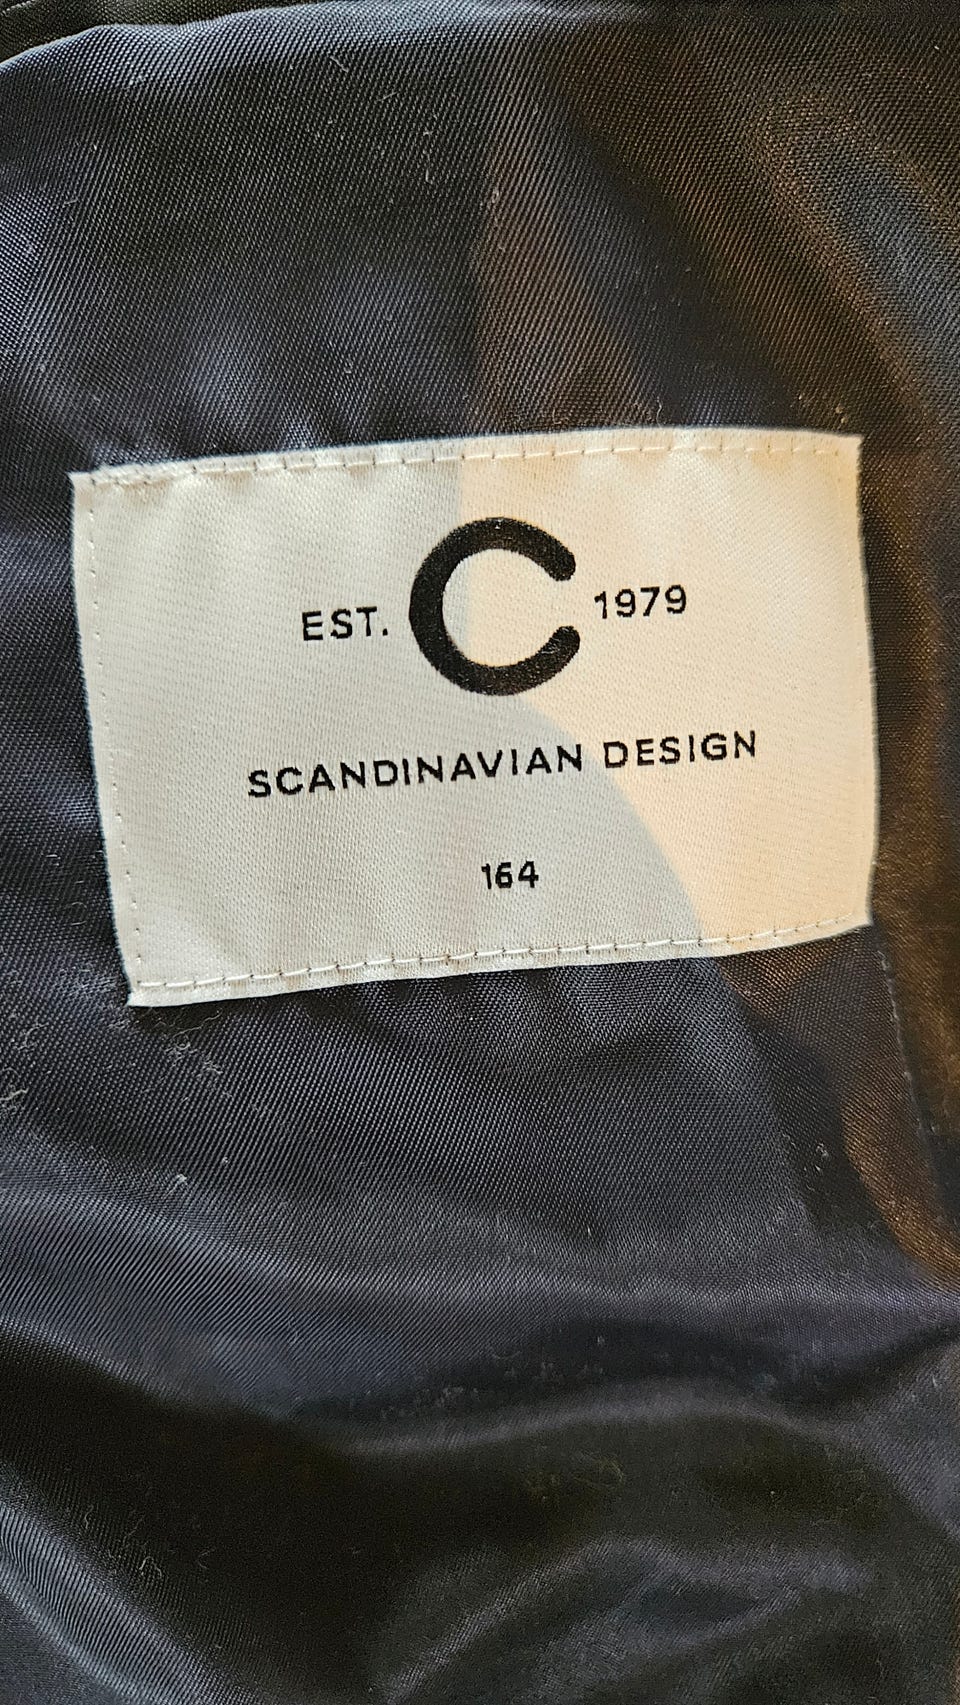 EST. C 1979
SCANDINAVIAN DESIGN
164